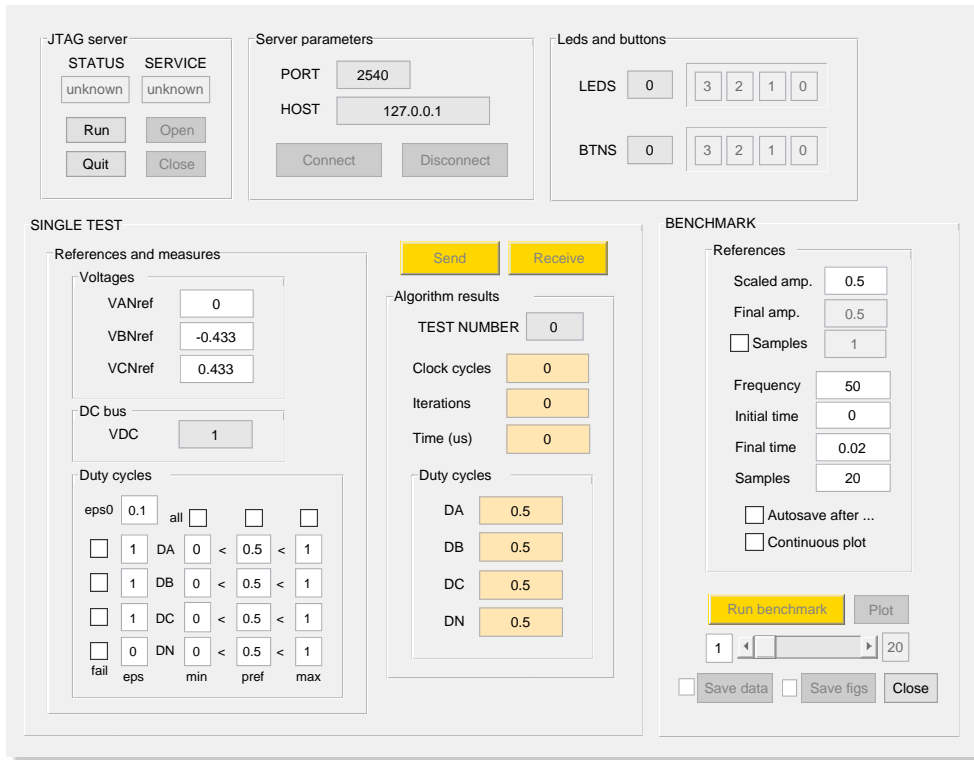 JTAG server
STATUS SERVICE
unknown unknown
Run Open
Quit Close
Server parameters
PORT 2540
HOST 127.0.0.1
Connect Disconnect
Leds and buttons
LEDS 0 3 2 1 0
BTNS 0 3 2 1 0
SINGLE TEST
References and measures
Voltages
VANref 0
VBNref -0.433
VCNref 0.433
DC bus
VDC 1
Duty cycles
eps0 0.1 all
1 DA 0 < 0.5 < 1
1 DB 0 < 0.5 < 1
1 DC 0 < 0.5 < 1
0 DN 0 < 0.5 < 1
fail eps min pref max
Send Receive
Algorithm results
TEST NUMBER 0
Clock cycles 0
Iterations 0
Time (us) 0
Duty cycles
DA 0.5
DB 0.5
DC 0.5
DN 0.5
BENCHMARK
References
Scaled amp. 0.5
Final amp. 0.5
Samples 1
Frequency 50
Initial time 0
Final time 0.02
Samples 20
Autosave after ...
Continuous plot
Run benchmark Plot
1 20
Save data Save figs Close